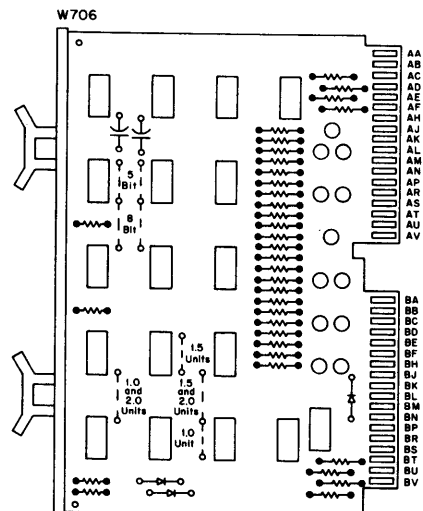 W706
AA
AB
AC
AD
AE
AF
AH
AJ
AK
AL
AM
AN
AP
AR
AS
AT
AU
AV
5
Bit
8
Bit
BA
BB
BC
BD
BE
BF
BH
BJ
BK
BL
BM
BN
BP
BR
BS
BT
BU
BV
1.5
Units
1.0
and
2.0
Units
1.5
and
2.0
Units
1.0
Unit